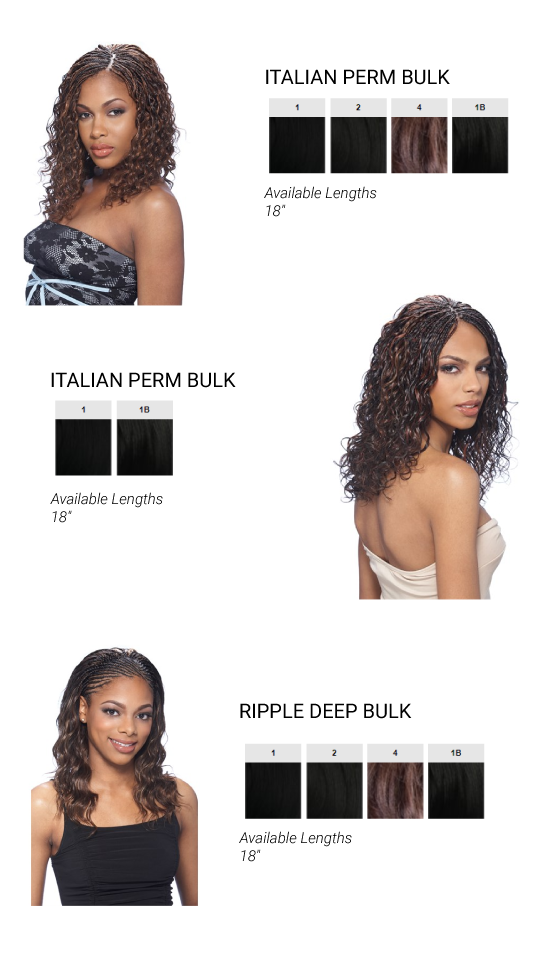 ITALIAN PERM BULK
1 2 4 1B
Available Lengths
18"
ITALIAN PERM BULK
1 1B
Available Lengths
18"
RIPPLE DEEP BULK
1 2 4 1B
Available Lengths
18"